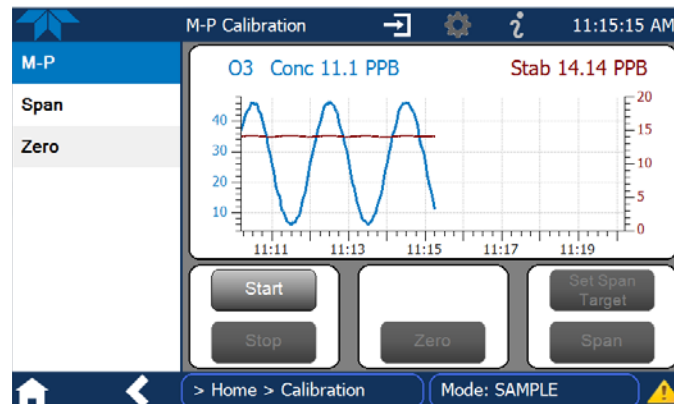 M-P Calibration
11:15:15 AM
M-P
Span
Zero
O3 Conc 11.1 PPB
Stab 14.14 PPB
40
30
20
10
20
15
10
5
0
11:11
11:13
11:15
11:17
11:19
Start
Stop
Zero
Set Span
Target
Span
> Home > Calibration
Mode: SAMPLE